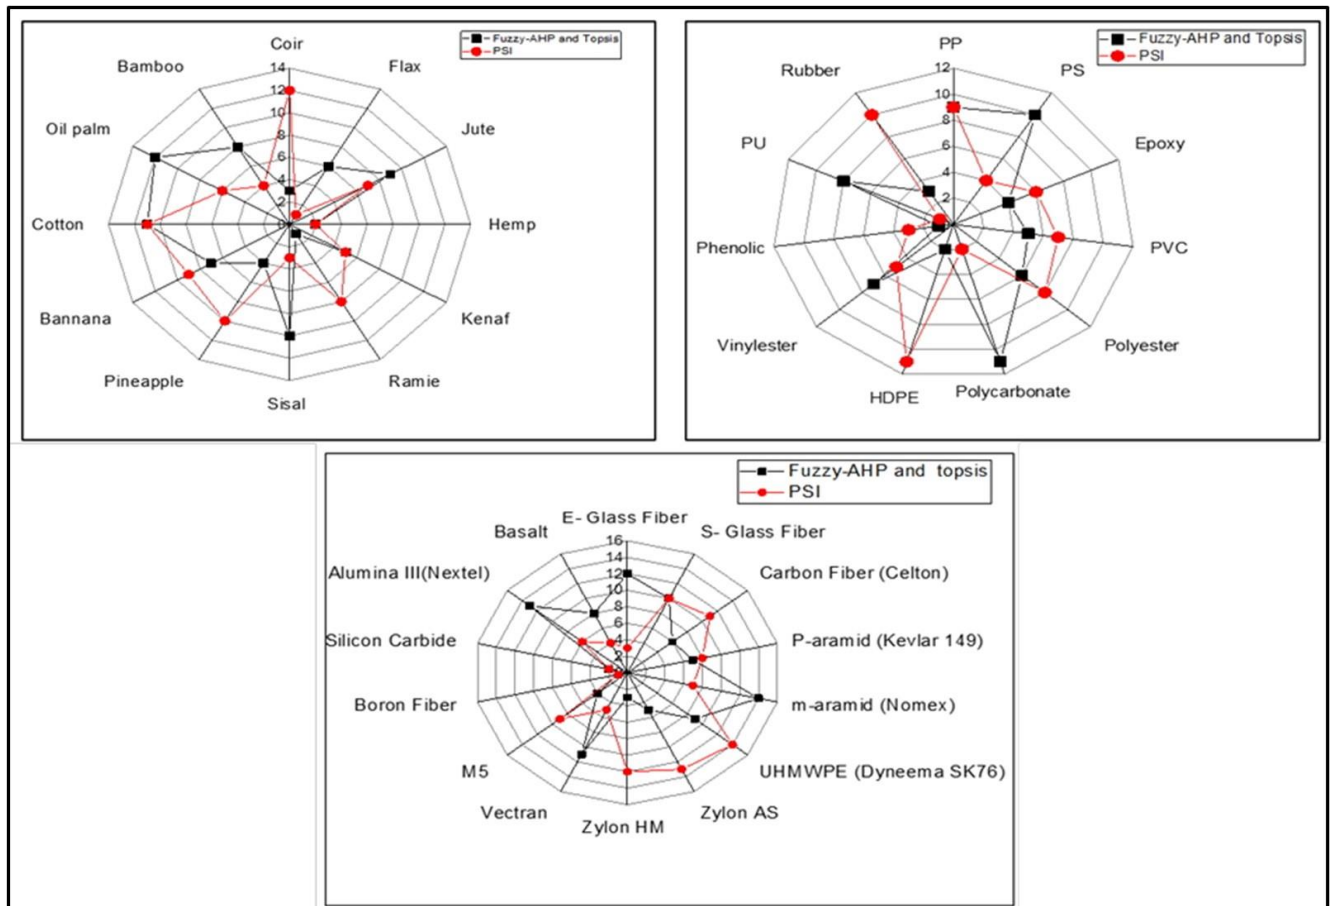 Fuzzy-AHP and Topsis
PSI
Coir
Bamboo
Flax
Oil palm
Jute
Cotton
Hemp
Bannana
Kenaf
Pineapple
Ramie
Sisal
14
12
10
8
6
4
2
0
Fuzzy-AHP and Topsis
PSI
PP
Rubber
PS
PU
Epoxy
Phenolic
PVC
Vinylester
Polyester
HDPE
Polycarbonate
12
10
8
6
4
2
Fuzzy-AHP and topsis
PSI
E- Glass Fiber
Basalt
S- Glass Fiber
Alumina III(Nextel)
Carbon Fiber (Celton)
Silicon Carbide
P-aramid (Kevlar 149)
Boron Fiber
m-aramid (Nomex)
M5
UHMWPE (Dyneema SK76)
Vectran
Zylon AS
Zylon HM
16
14
12
10
8
6
4
2